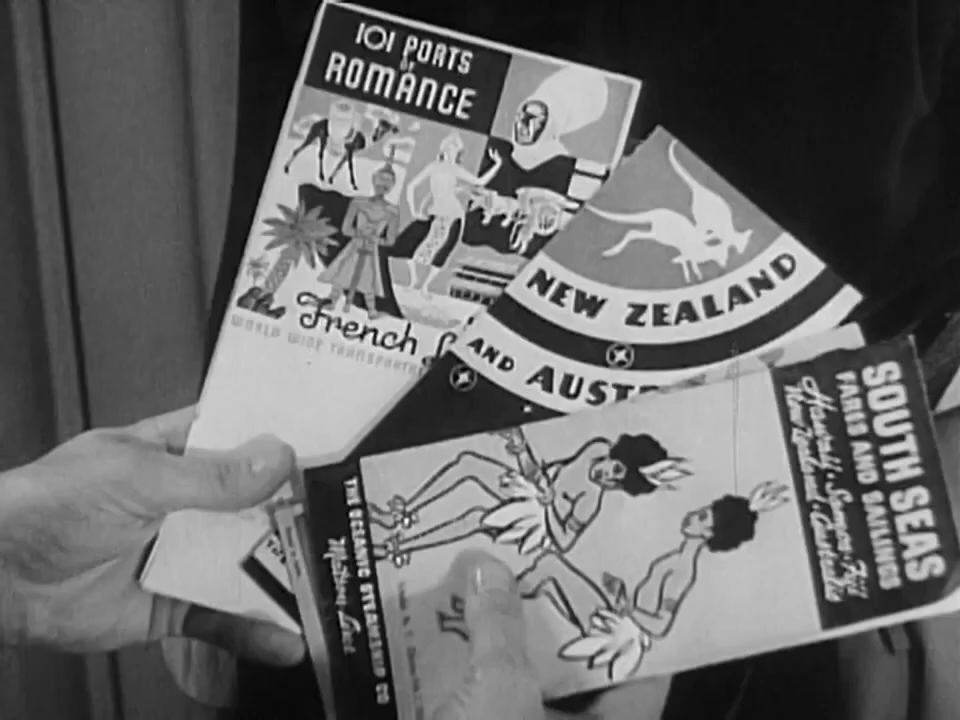 101 PORTS
OF
ROMANCE
French
WORLD WIDE
NEW ZEALAND
AND AUST
SOUTH SEAS
FARES AND SAILINGS
Hawaii · Samoa · Fiji
New Zealand · Australia
THE OCEANIC STEAMSHIP CO
Matson Line